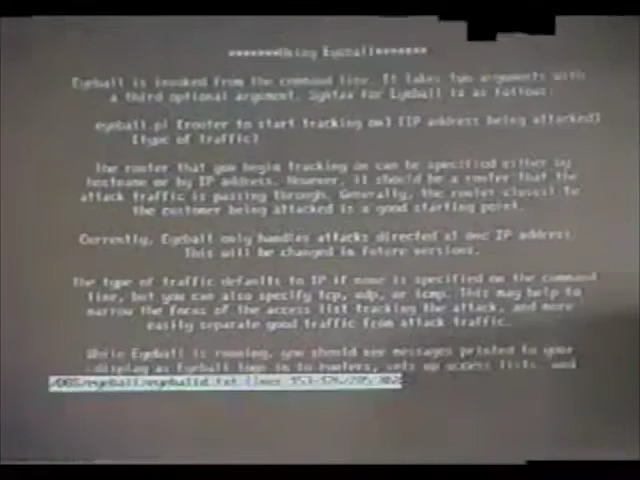 *******Using Eyeball*******
Eyeball is invoked from the command line. It takes two arguments with
a third optional argument. Syntax for Eyeball is as follows:
eyeball.pl [router to start tracking on] [IP address being attacked]
[type of traffic]
The router that you begin tracking on can be specified either by
hostname or by IP address. However, it should be a router that the
attack traffic is passing through. Generally, the router closest to
the customer being attacked is a good starting point.
Currently, Eyeball only handles attacks directed at one IP address.
This will be changed in future versions.
The type of traffic defaults to IP if none is specified on the command
line, but you can also specify tcp, udp, or icmp. This may help to
narrow the focus of the access list tracking the attack, and more
easily separate good traffic from attack traffic.
While Eyeball is running, you should see messages printed to your
display as Eyeball logs in to routers, sets up access lists, and
lines